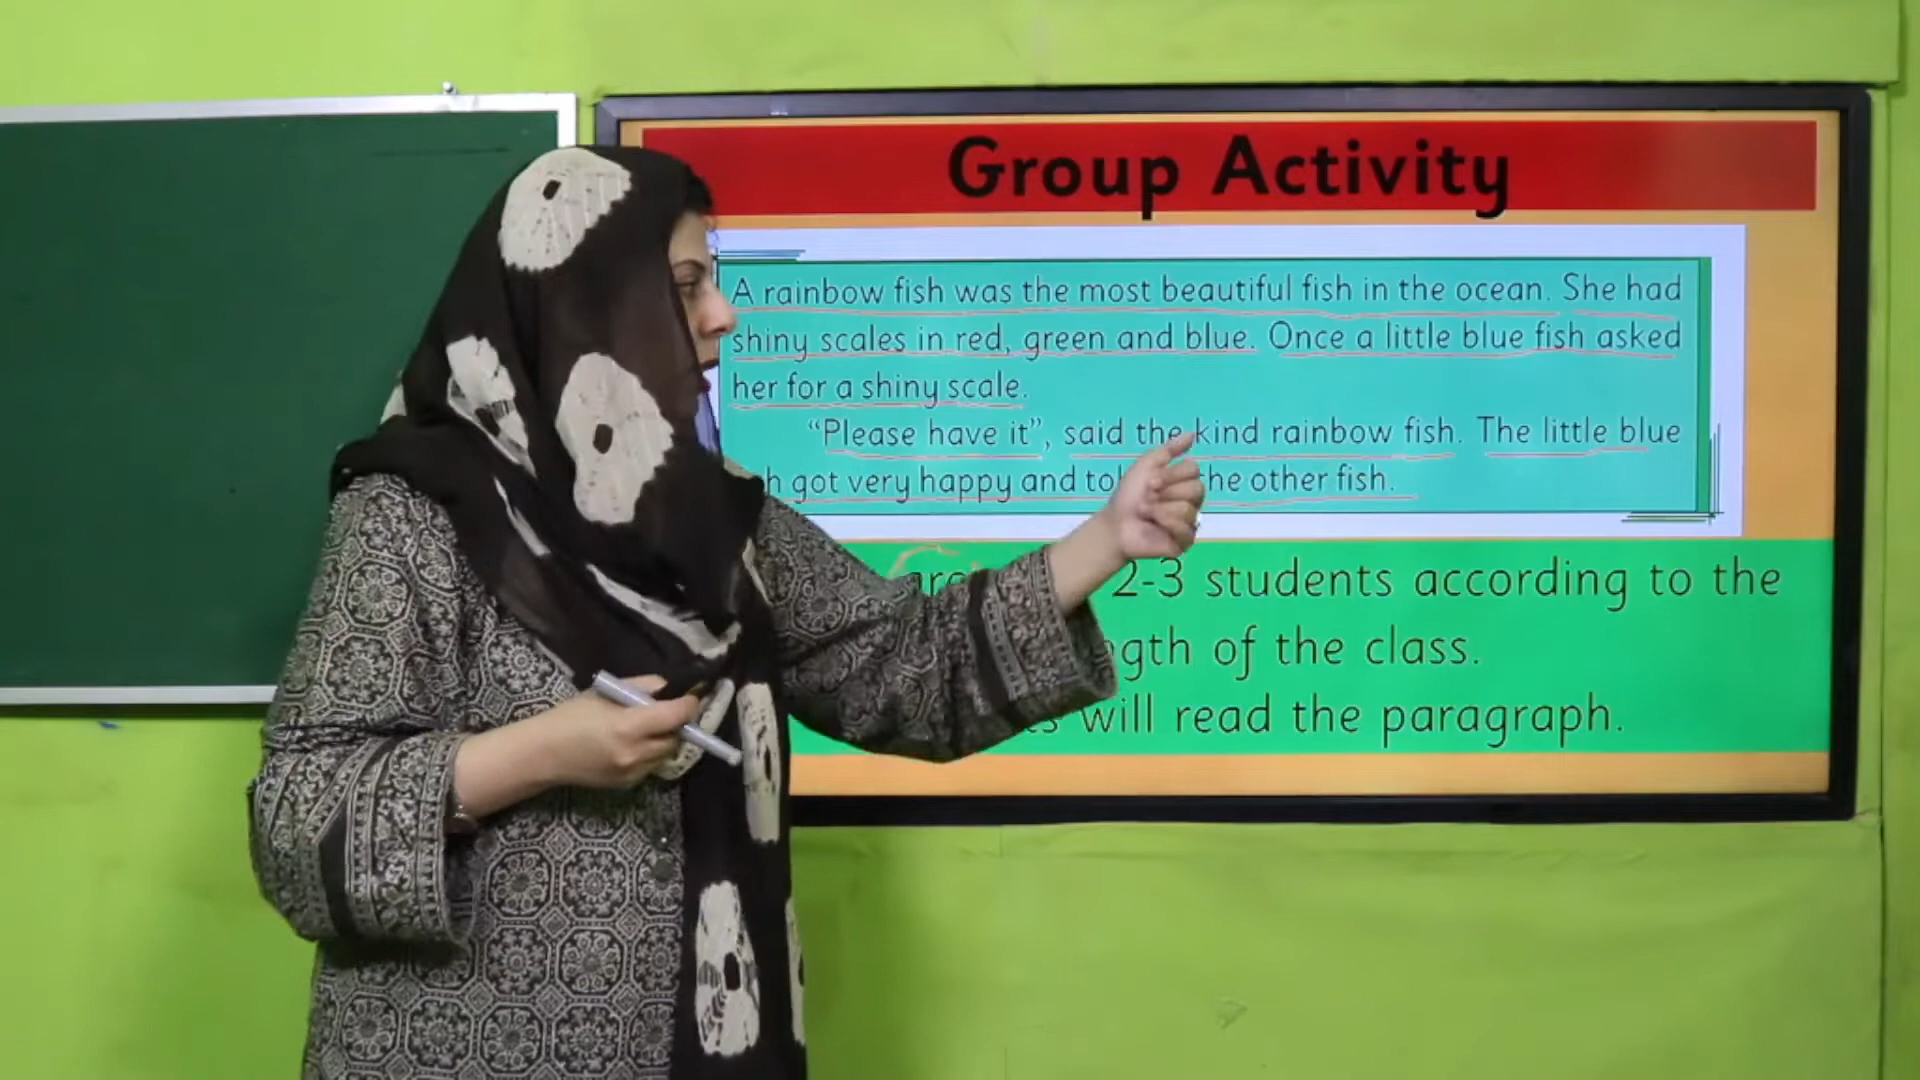 Group Activity
A rainbow fish was the most beautiful fish in the ocean. She had
shiny scales in red, green and blue. Once a little blue fish asked
her for a shiny scale.
“Please have it”, said the kind rainbow fish. The little blue
got very happy and the other fish.
2-3 students according to the
of the class.
will read the paragraph.